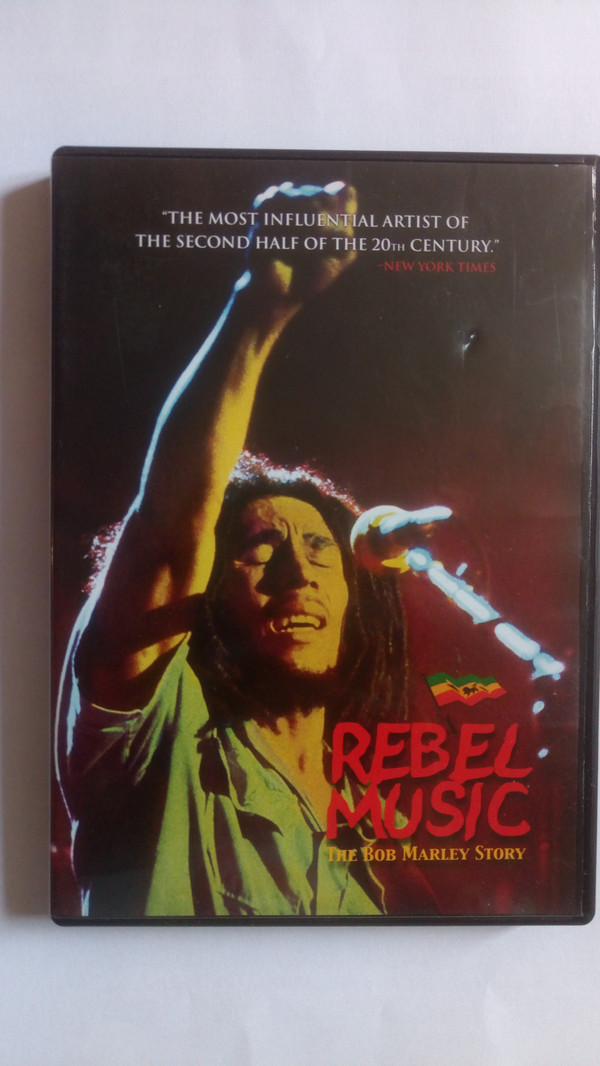 “THE MOST INFLUENTIAL ARTIST OF
THE SECOND HALF OF THE 20TH CENTURY.”
-NEW YORK TIMES
REBEL
MUSIC
THE BOB MARLEY STORY